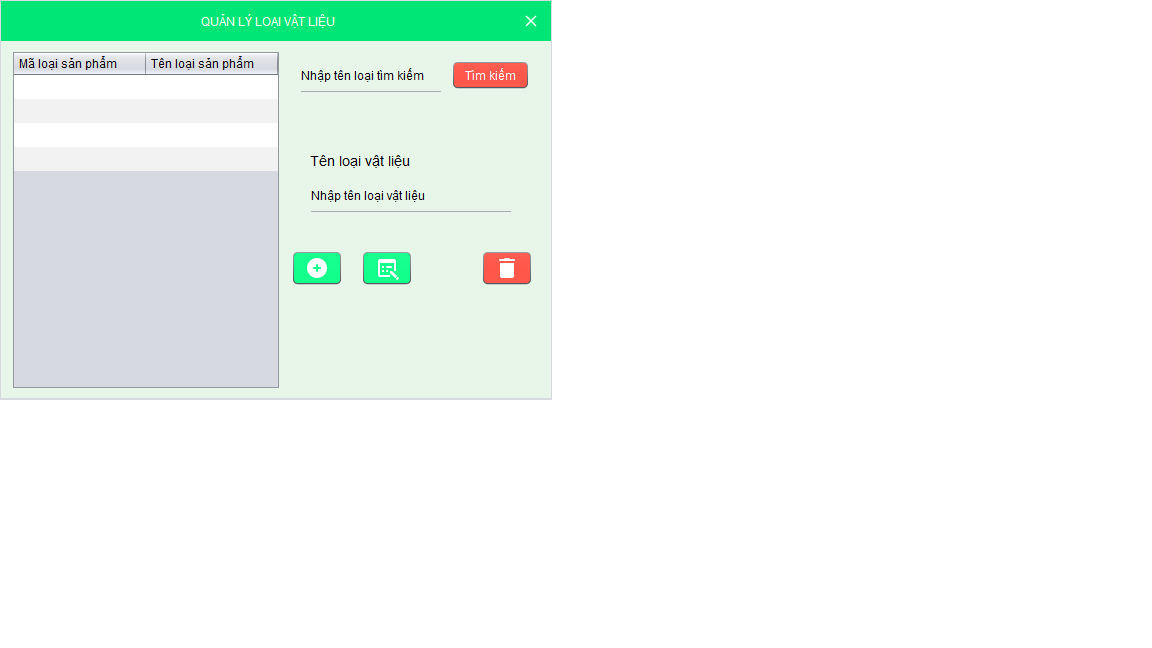 QUẢN LÝ LOẠI VẬT LIỆU
Mã loại sản phẩm Tên loại sản phẩm
Nhập tên loại tìm kiếm Tìm kiếm
Tên loại vật liệu
Nhập tên loại vật liệu